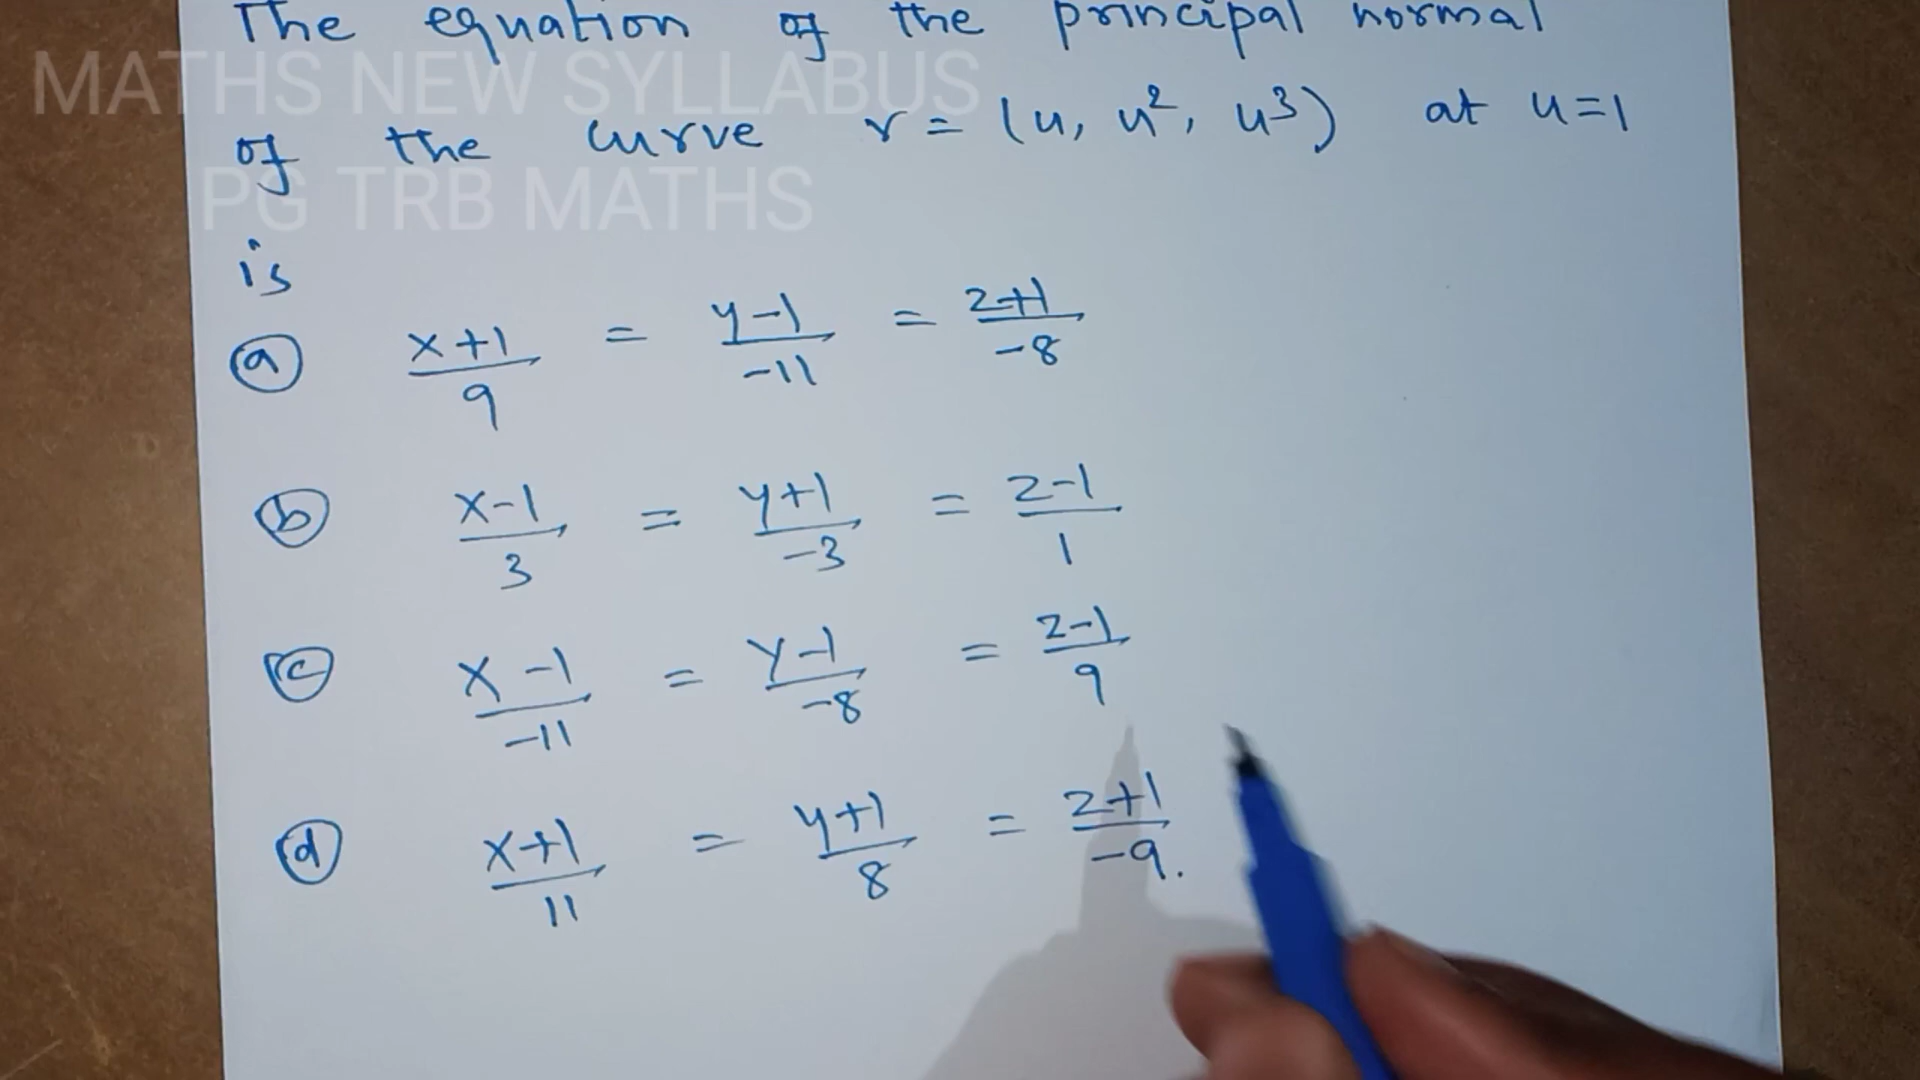 The equation of the principal normal
MATHS NEW SYLLABUS
of the curve r = (u, u², u³) at u=1
PG TRB MATHS
is
(a) x+1/9 = y-1/-11 = z+1/-8
(b) x-1/3 = y+1/-3 = z-1/1
(c) x-1/-11 = y-1/-8 = z-1/9
(d) x+1/11 = y+1/8 = z+1/-9.